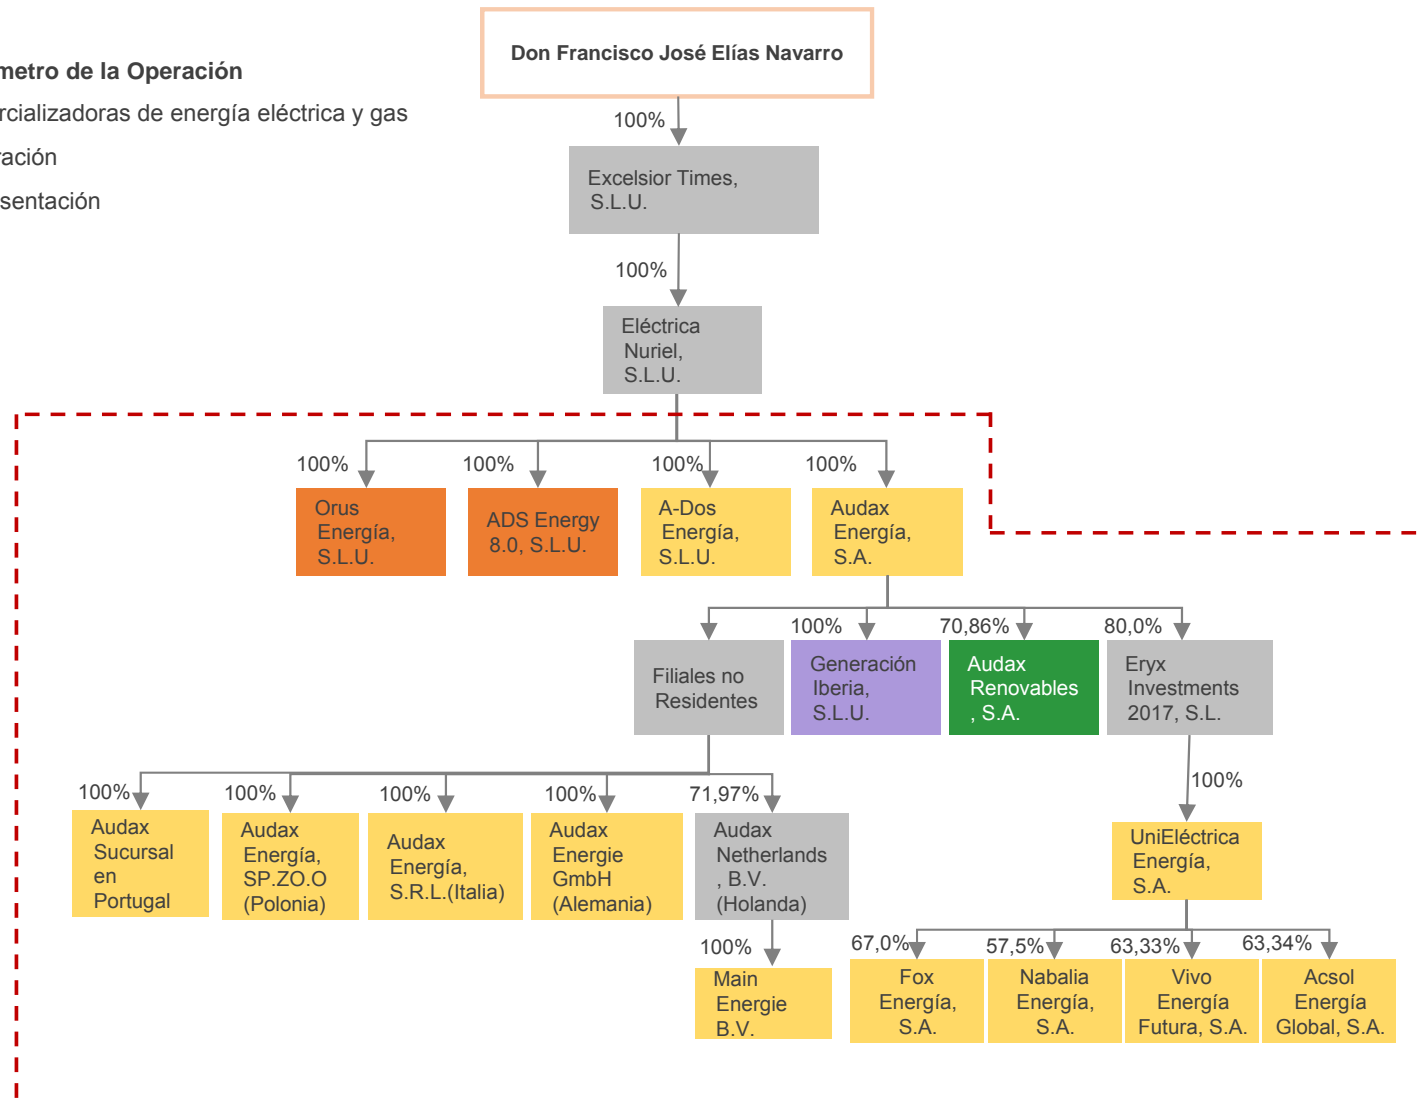 Don Francisco José Elías Navarro
metro de la Operación
rcializadoras de energía eléctrica y gas
ración
sentación
100%
Excelsior Times,
S.L.U.
100%
Eléctrica
Nuriel,
S.L.U.
100%
100%
100%
100%
Orus
Energía,
S.L.U.
ADS Energy
8.0, S.L.U.
A-Dos
Energía,
S.L.U.
Audax
Energía,
S.A.
100%
70,86%
80,0%
Filiales no
Residentes
Generación
Iberia,
S.L.U.
Audax
Renovables
, S.A.
Eryx
Investments
2017, S.L.
100%
100%
100%
100%
71,97%
100%
Audax
Sucursal
en
Portugal
Audax
Energía,
SP.ZO.O
(Polonia)
Audax
Energía,
S.R.L.(Italia)
Audax
Energie
GmbH
(Alemania)
Audax
Netherlands
, B.V.
(Holanda)
UniEléctrica
Energía,
S.A.
100%
67,0%
57,5%
63,33%
63,34%
Main
Energie
B.V.
Fox
Energía,
S.A.
Nabalia
Energía,
S.A.
Vivo
Energía
Futura, S.A.
Acsol
Energía
Global, S.A.